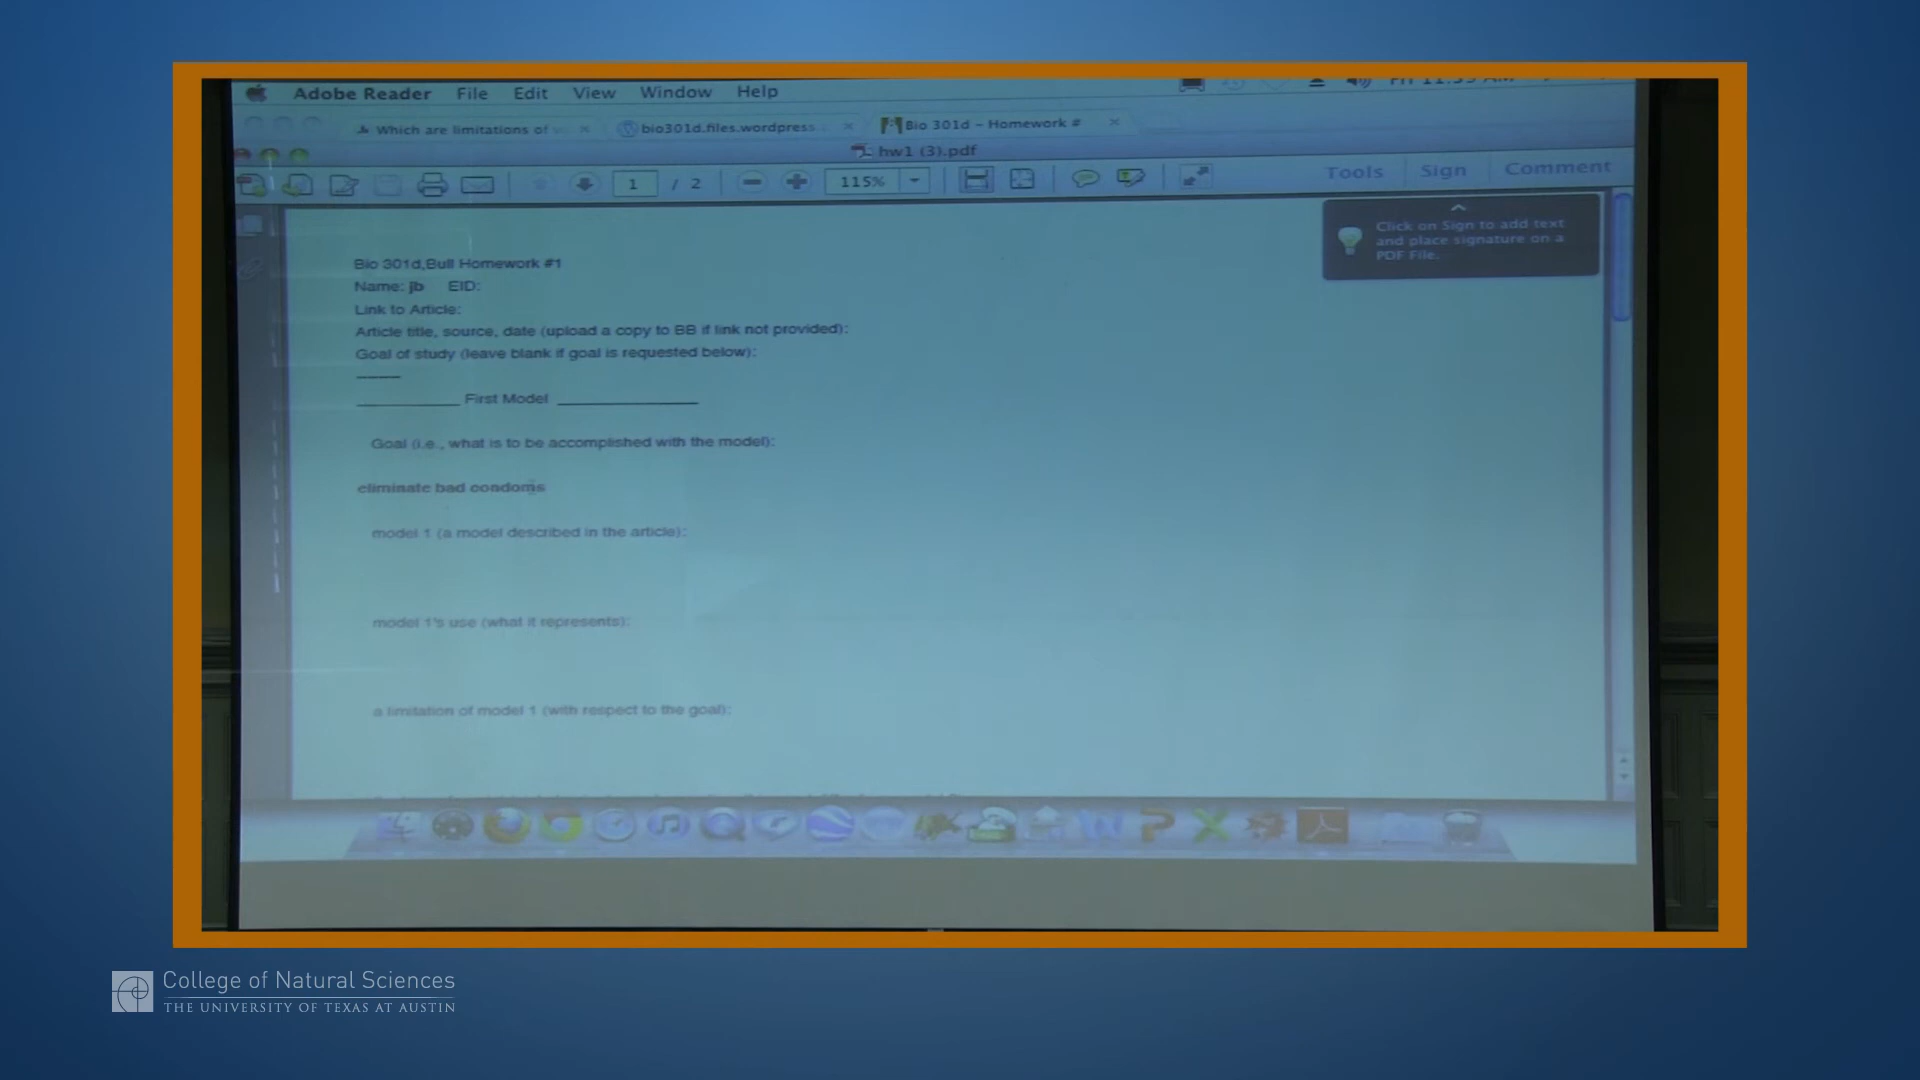 Adobe Reader File Edit View Window Help
Which are limitations of
bio301d.files.wordpress.
Bio 301d – Homework #
hw1 (3).pdf
1 / 2
115%
Tools Sign Comment
Click on Sign to add text
and place signature on a
PDF File.
Bio 301d,Bull Homework #1
Name: jb EID:
Link to Article:
Article title, source, date (upload a copy to BB if link not provided):
Goal of study (leave blank if goal is requested below):
First Model
Goal (i.e., what is to be accomplished with the model):
eliminate bad condoms
model 1 (a model described in the article):
model 1's use (what it represents):
a limitation of model 1 (with respect to the goal):
College of Natural Sciences
THE UNIVERSITY OF TEXAS AT AUSTIN